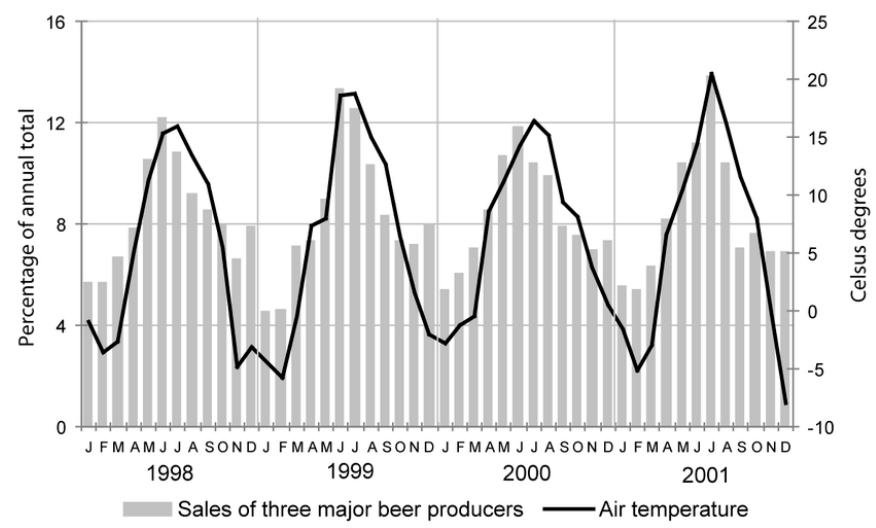 16
12
8
4
0
Percentage of annual total
25
20
15
10
5
0
-5
-10
Celsus degrees
J F M A M J J A S O N D J F M A M J J A S O N D J F M A M J J A S O N D J F M A M J J A S O N D
1998 1999 2000 2001
Sales of three major beer producers Air temperature